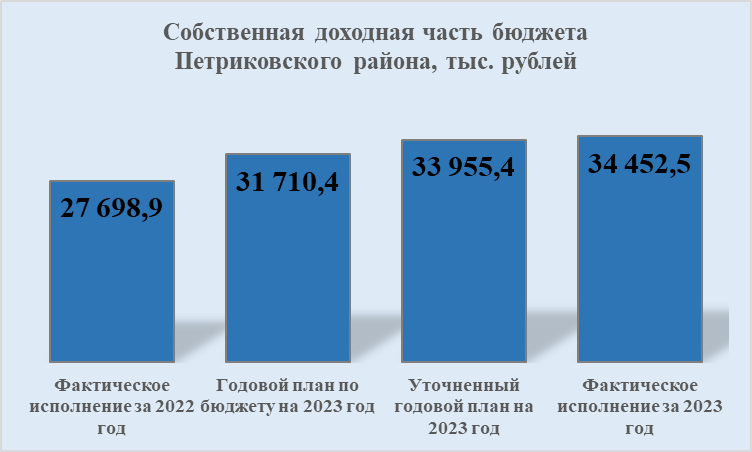 Собственная доходная часть бюджета
Петриковского района, тыс. рублей
27 698,9
31 710,4
33 955,4
34 452,5
Фактическое
исполнение за 2022
год
Годовой план по
бюджету на 2023 год
Уточненный
годовой план на
2023 год
Фактическое
исполнение за 2023
год